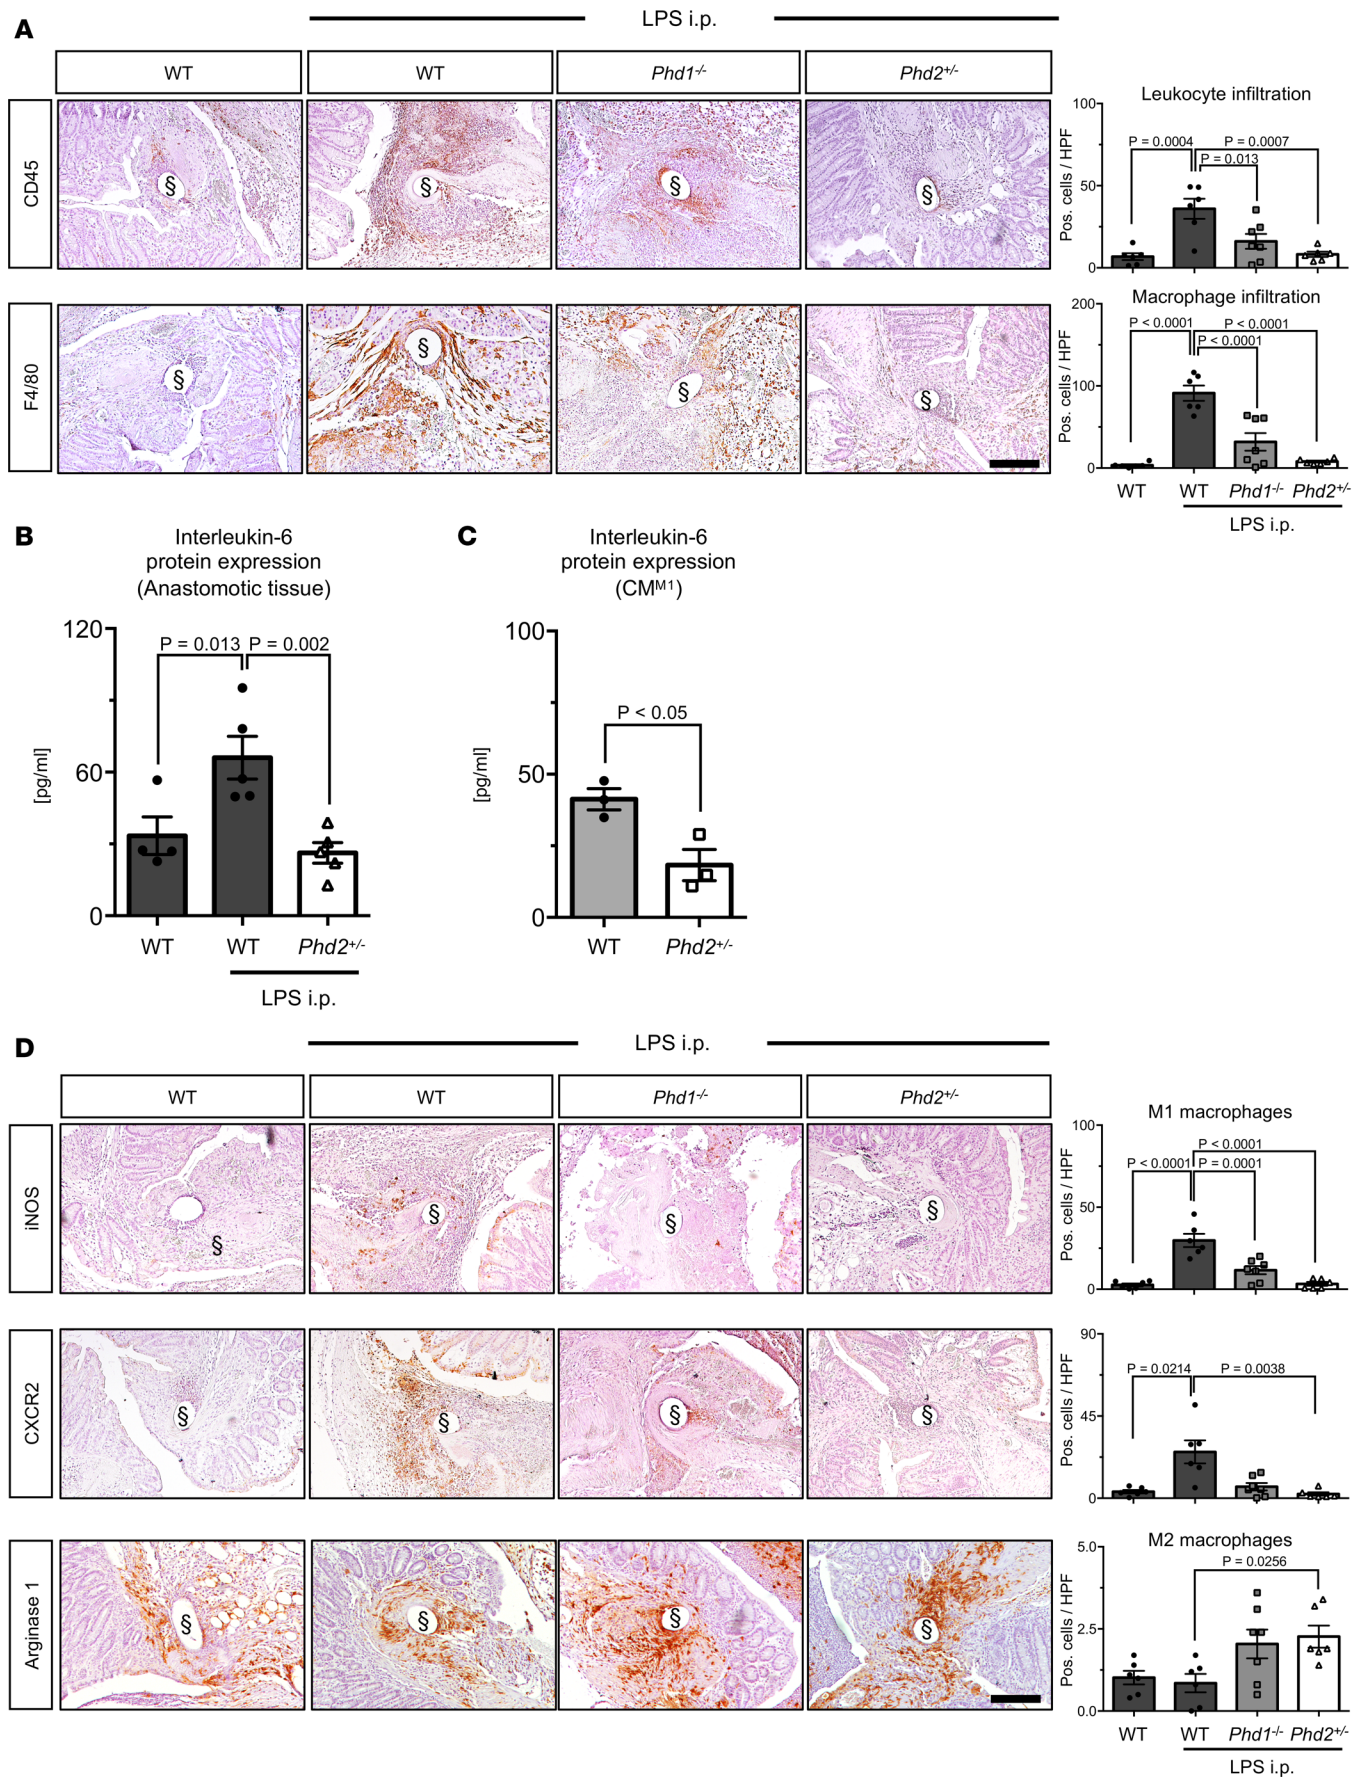 A
LPS i.p.
WT
WT
Phd1-/-
Phd2+/-
CD45
§
§
§
§
Leukocyte infiltration
Pos. cells / HPF
100
50
0
P = 0.0004
P = 0.0007
P = 0.013
F4/80
§
§
§
§
Macrophage infiltration
Pos. cells / HPF
200
100
0
P < 0.0001
P < 0.0001
P < 0.0001
WT
WT
Phd1-/-
Phd2+/-
LPS i.p.
B
Interleukin-6
protein expression
(Anastomotic tissue)
[pg/ml]
120
60
0
P = 0.013
P = 0.002
WT
WT
Phd2+/-
LPS i.p.
C
Interleukin-6
protein expression
(CMM1)
[pg/ml]
100
50
0
P < 0.05
WT
Phd2+/-
D
LPS i.p.
WT
WT
Phd1-/-
Phd2+/-
iNOS
§
§
§
§
M1 macrophages
Pos. cells / HPF
100
50
0
P < 0.0001
P < 0.0001
P = 0.0001
CXCR2
§
§
§
§
Pos. cells / HPF
90
45
0
P = 0.0214
P = 0.0038
Arginase 1
§
§
§
§
M2 macrophages
Pos. cells / HPF
5.0
2.5
0.0
P = 0.0256
WT
WT
Phd1-/-
Phd2+/-
LPS i.p.